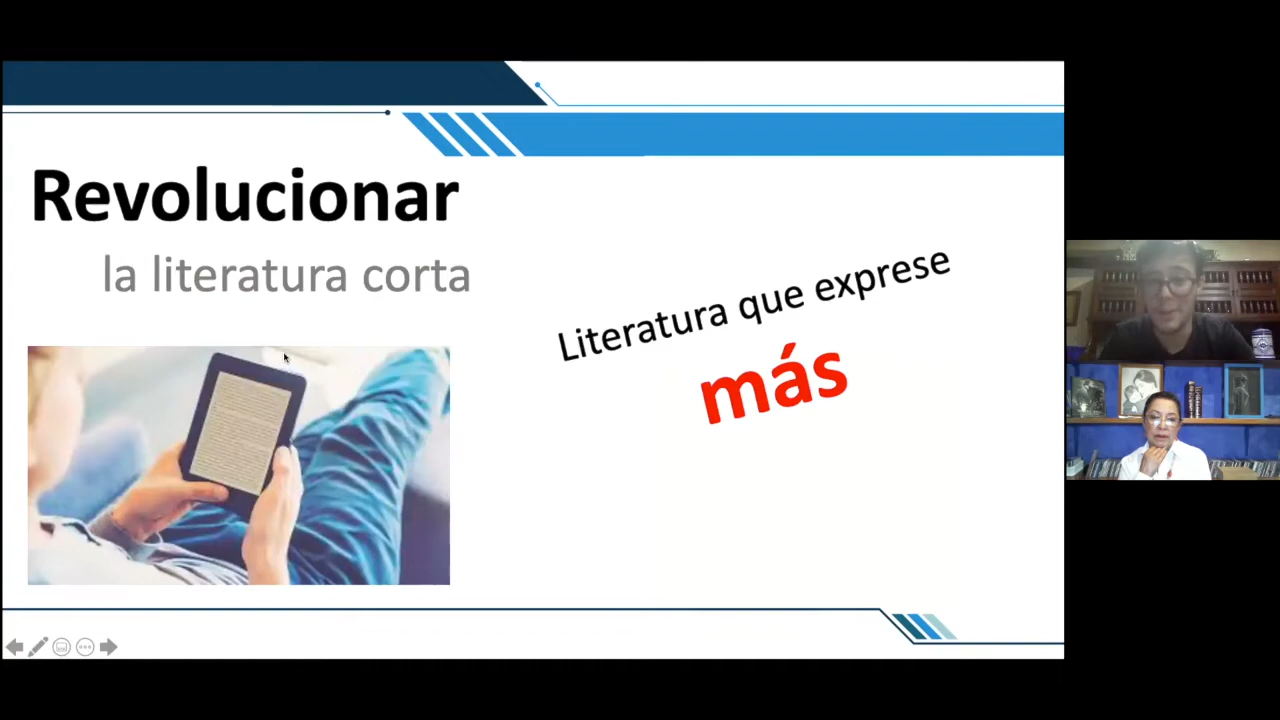 Revolucionar
la literatura corta
Literatura que exprese
más